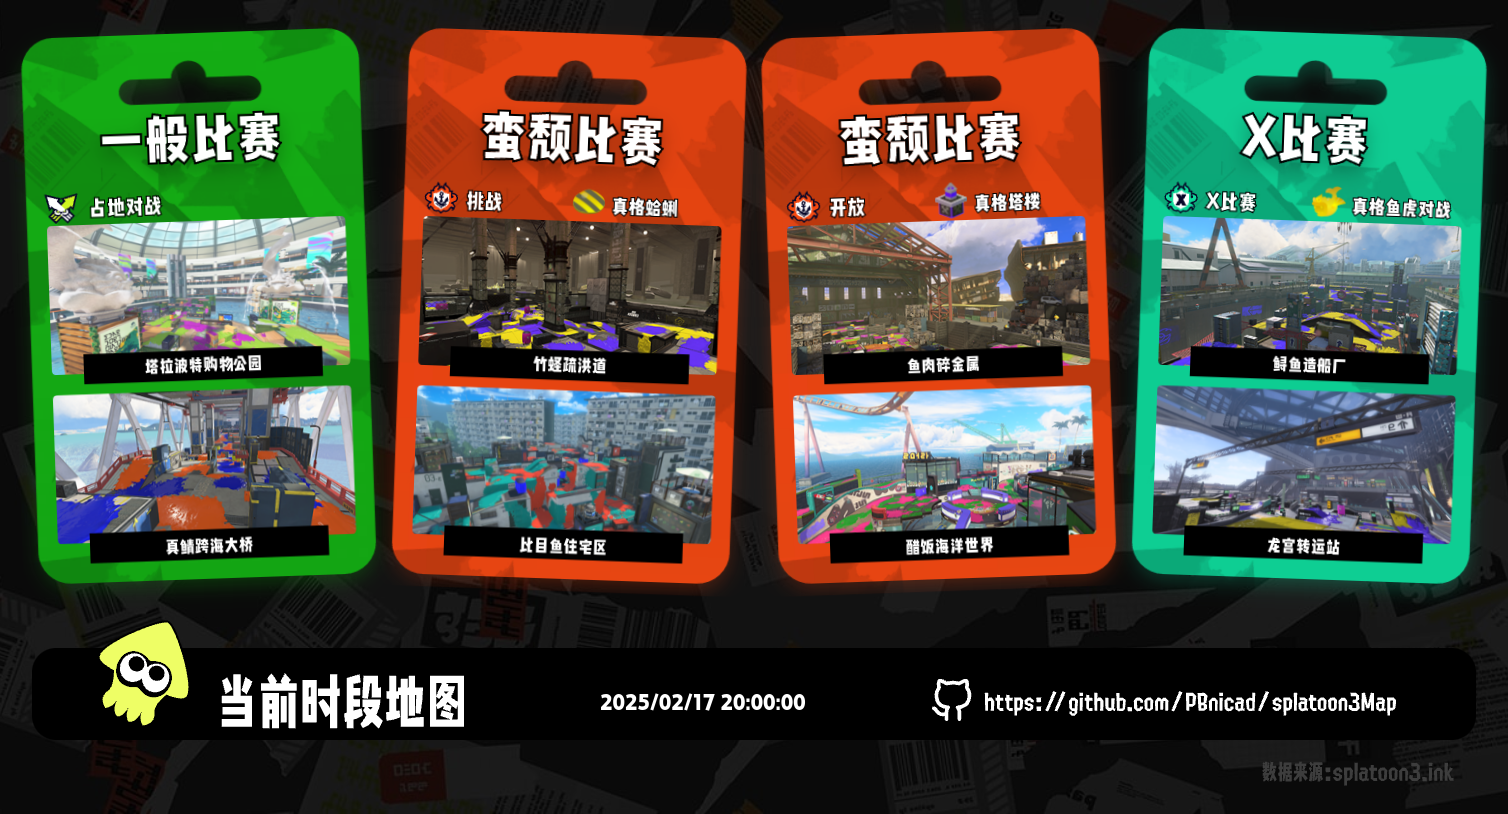 一般比赛
占地对战
塔拉波特购物公园
真鲭跨海大桥
蛮颓比赛
挑战
真格蛤蜊
竹蛏疏洪道
比目鱼住宅区
蛮颓比赛
开放
真格塔楼
鱼肉碎金属
醋饭海洋世界
X比赛
X比赛
真格鱼虎对战
鲟鱼造船厂
龙宫转运站
当前时段地图
2025/02/17 20:00:00
https://github.com/PBnicad/splatoon3Map
数据来源:splatoon3.ink